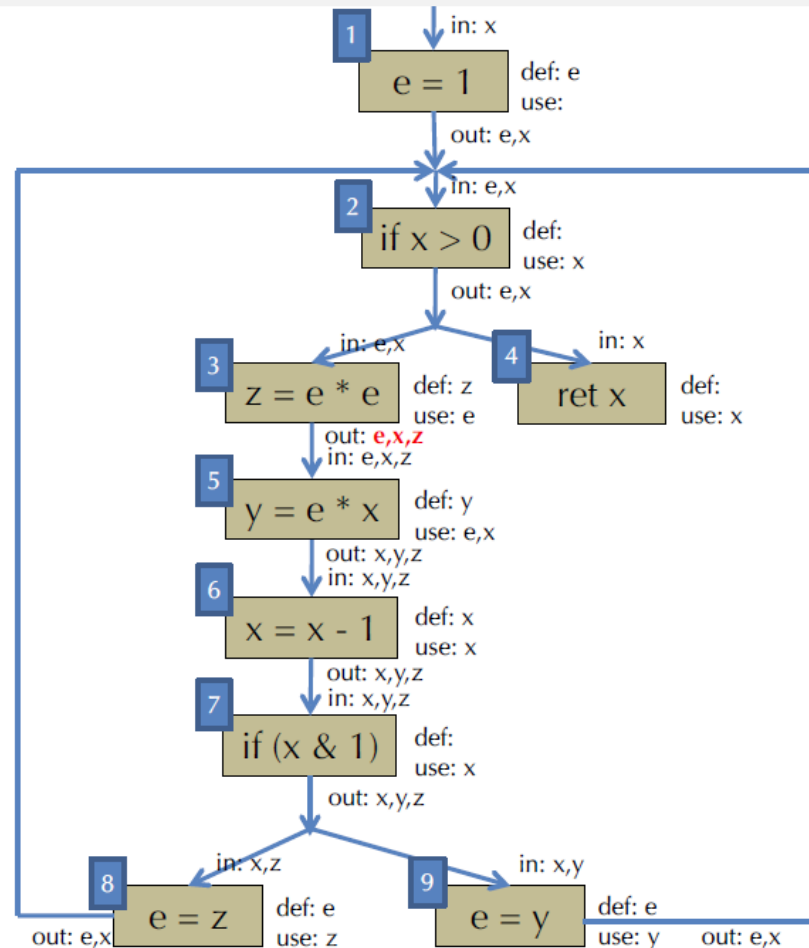 1
in: x
e = 1
def: e
use:
out: e,x
in: e,x
2
if x > 0
def:
use: x
out: e,x
in: e,x
3
z = e * e
def: z
use: e
out: e,x,z
in: x
4
ret x
def:
use: x
in: e,x,z
5
y = e * x
def: y
use: e,x
out: x,y,z
in: x,y,z
6
x = x - 1
def: x
use: x
out: x,y,z
in: x,y,z
7
if (x & 1)
def:
use: x
out: x,y,z
in: x,z
8
e = z
def: e
use: z
out: e,x
in: x,y
9
e = y
def: e
use: y
out: e,x